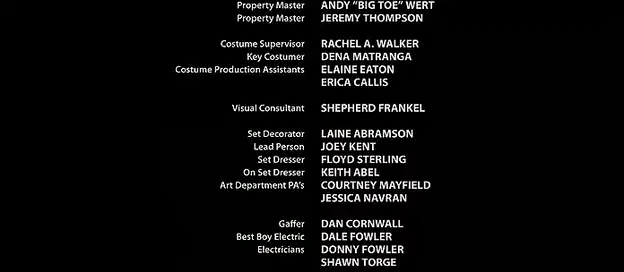 Property Master ANDY “BIG TOE” WERT
Property Master JEREMY THOMPSON
Costume Supervisor RACHEL A. WALKER
Key Costumer DENA MATRANGA
Costume Production Assistants ELAINE EATON
ERICA CALLIS
Visual Consultant SHEPHERD FRANKEL
Set Decorator LAINE ABRAMSON
Lead Person JOEY KENT
Set Dresser FLOYD STERLING
On Set Dresser KEITH ABEL
Art Department PA's COURTNEY MAYFIELD
JESSICA NAVRAN
Gaffer DAN CORNWALL
Best Boy Electric DALE FOWLER
Electricians DONNY FOWLER
SHAWN TORGE